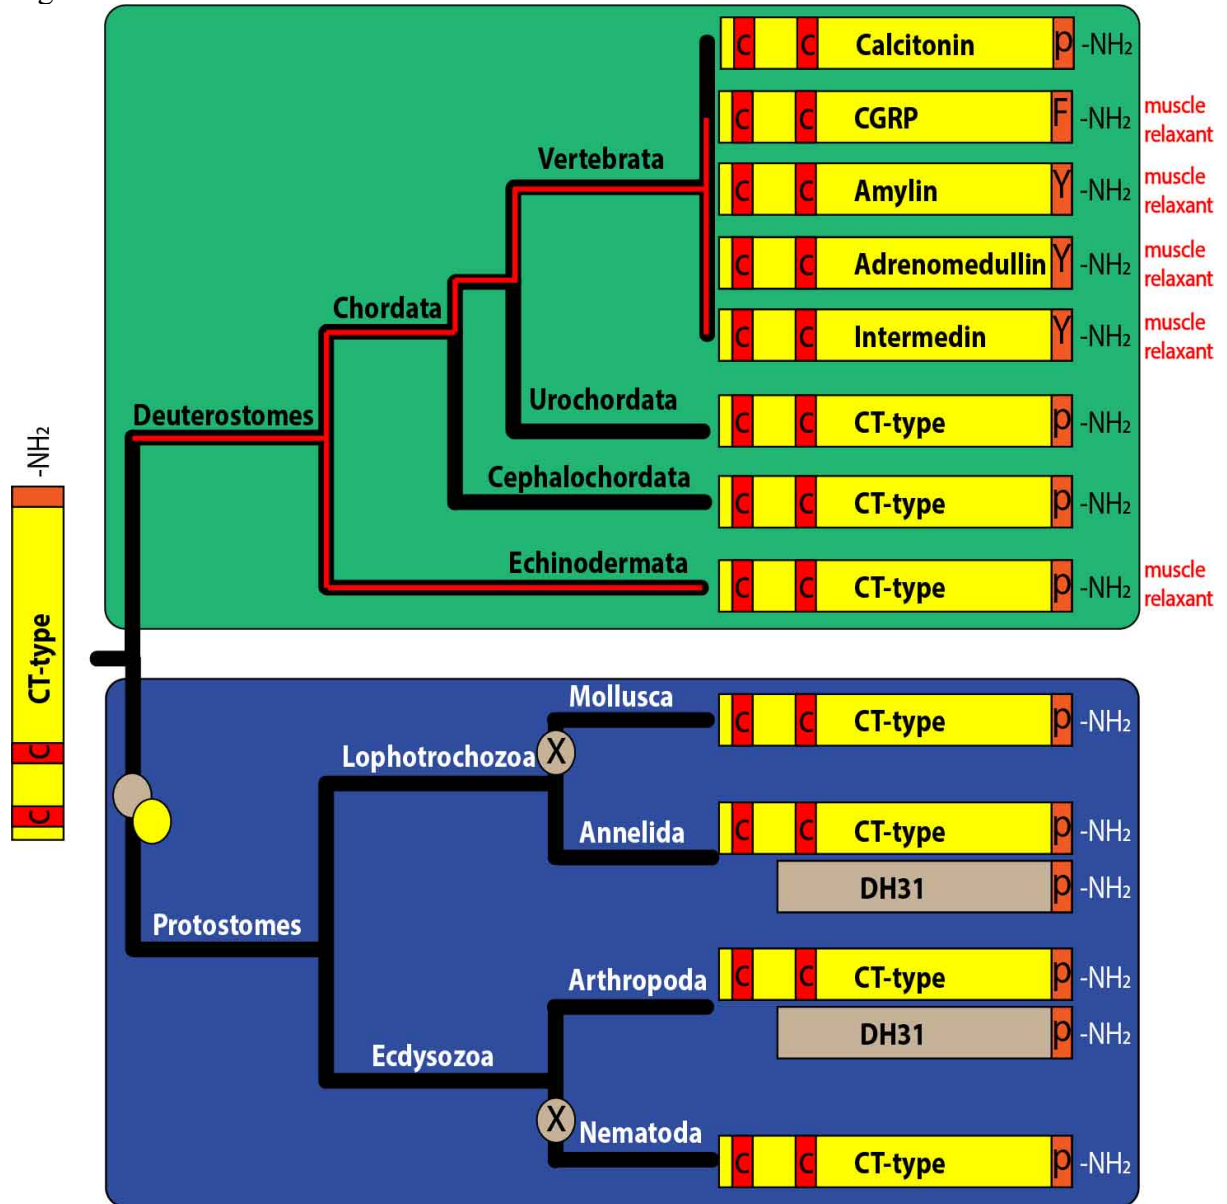 c c Calcitonin p -NH₂
c c CGRP F -NH₂ muscle relaxant
Vertebrata
c c Amylin Y -NH₂ muscle relaxant
c c Adrenomedullin Y -NH₂ muscle relaxant
Chordata
c c Intermedin Y -NH₂ muscle relaxant
Urochordata
Deuterostomes
c c CT-type p -NH₂
Cephalochordata
c c CT-type p -NH₂
Echinodermata
c c CT-type p -NH₂ muscle relaxant
c c CT-type -NH₂
Mollusca
c c CT-type p -NH₂
X
Lophotrochozoa
Annelida
c c CT-type p -NH₂
DH31 p -NH₂
Protostomes
Arthropoda
c c CT-type p -NH₂
DH31 p -NH₂
Ecdysozoa
X
Nematoda
c c CT-type p -NH₂